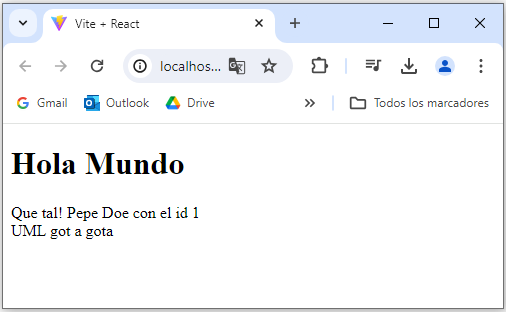 Vite + React
localhos...
Gmail
Outlook
Drive
Todos los marcadores
Hola Mundo
Que tal! Pepe Doe con el id 1
UML got a gota